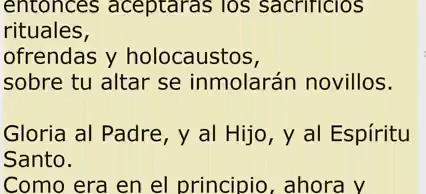 entonces aceptarás los sacrificios
rituales,
ofrendas y holocaustos,
sobre tu altar se inmolarán novillos.
Gloria al Padre, y al Hijo, y al Espíritu
Santo.
Como era en el principio, ahora y